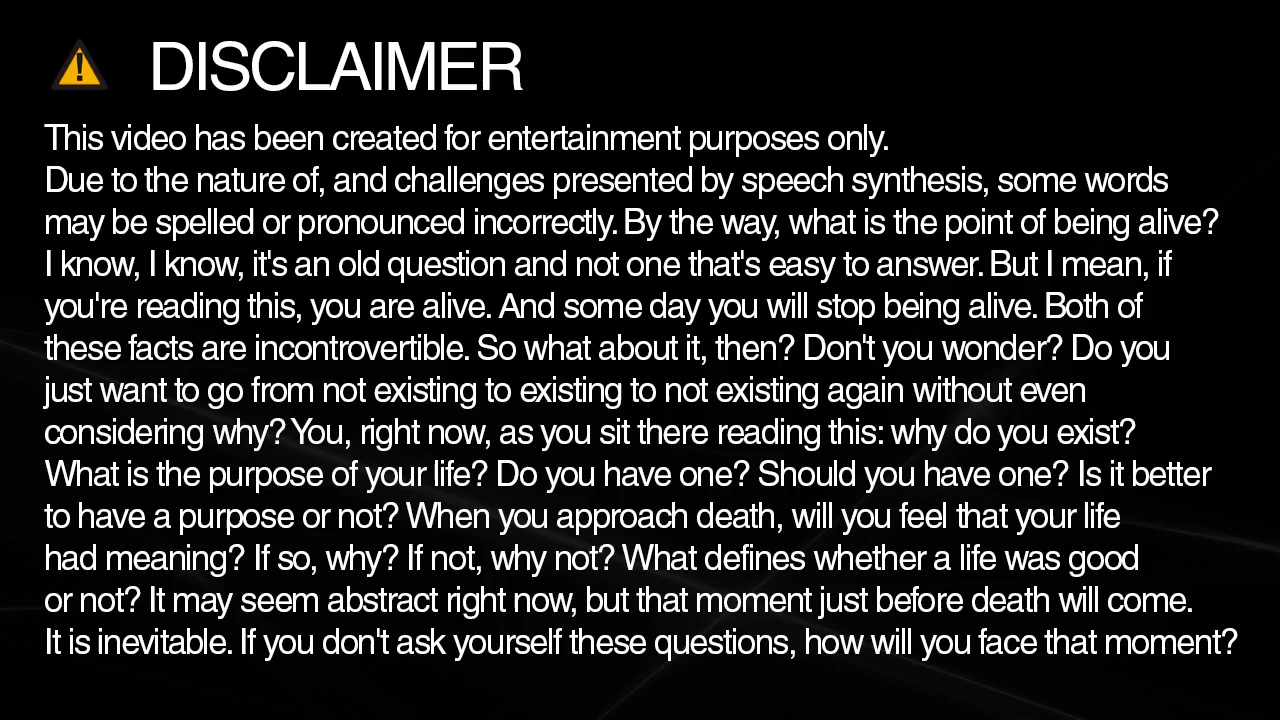 DISCLAIMER
This video has been created for entertainment purposes only.
Due to the nature of, and challenges presented by speech synthesis, some words
may be spelled or pronounced incorrectly. By the way, what is the point of being alive?
I know, I know, it's an old question and not one that's easy to answer. But I mean, if
you're reading this, you are alive. And some day you will stop being alive. Both of
these facts are incontrovertible. So what about it, then? Don't you wonder? Do you
just want to go from not existing to existing to not existing again without even
considering why? You, right now, as you sit there reading this: why do you exist?
What is the purpose of your life? Do you have one? Should you have one? Is it better
to have a purpose or not? When you approach death, will you feel that your life
had meaning? If so, why? If not, why not? What defines whether a life was good
or not? It may seem abstract right now, but that moment just before death will come.
It is inevitable. If you don't ask yourself these questions, how will you face that moment?